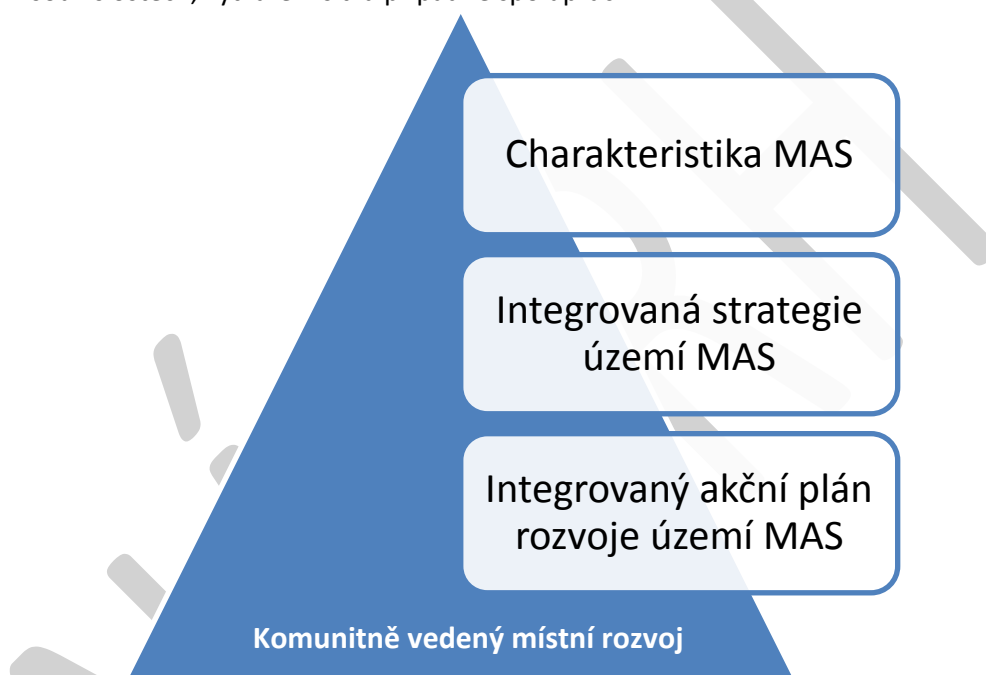 Charakteristika MAS
Integrovaná strategie
území MAS
Integrovaný akční plán
rozvoje území MAS
Komunitně vedený místní rozvoj